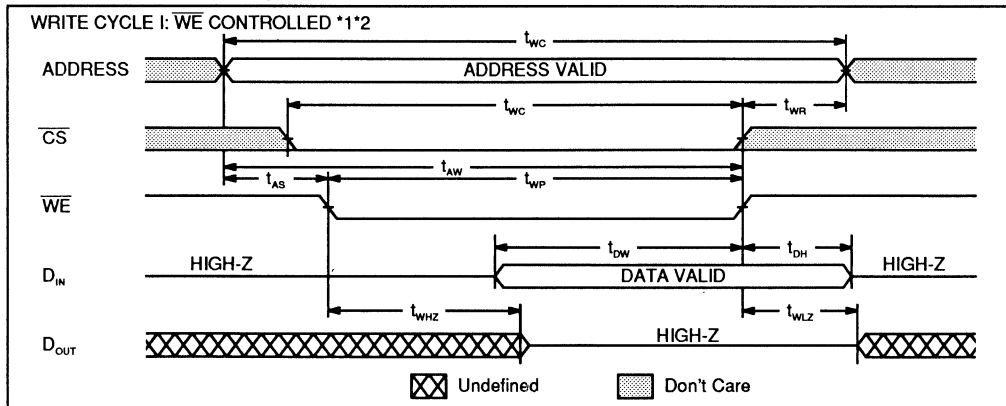 WRITE CYCLE I: WE CONTROLLED *1*2
tWC
ADDRESS
ADDRESS VALID
tWC
tWR
CS
tAW
tAS
tWP
WE
tDW
tDH
HIGH-Z
DIN
DATA VALID
HIGH-Z
tWHZ
tWLZ
DOUT
HIGH-Z
Undefined
Don't Care